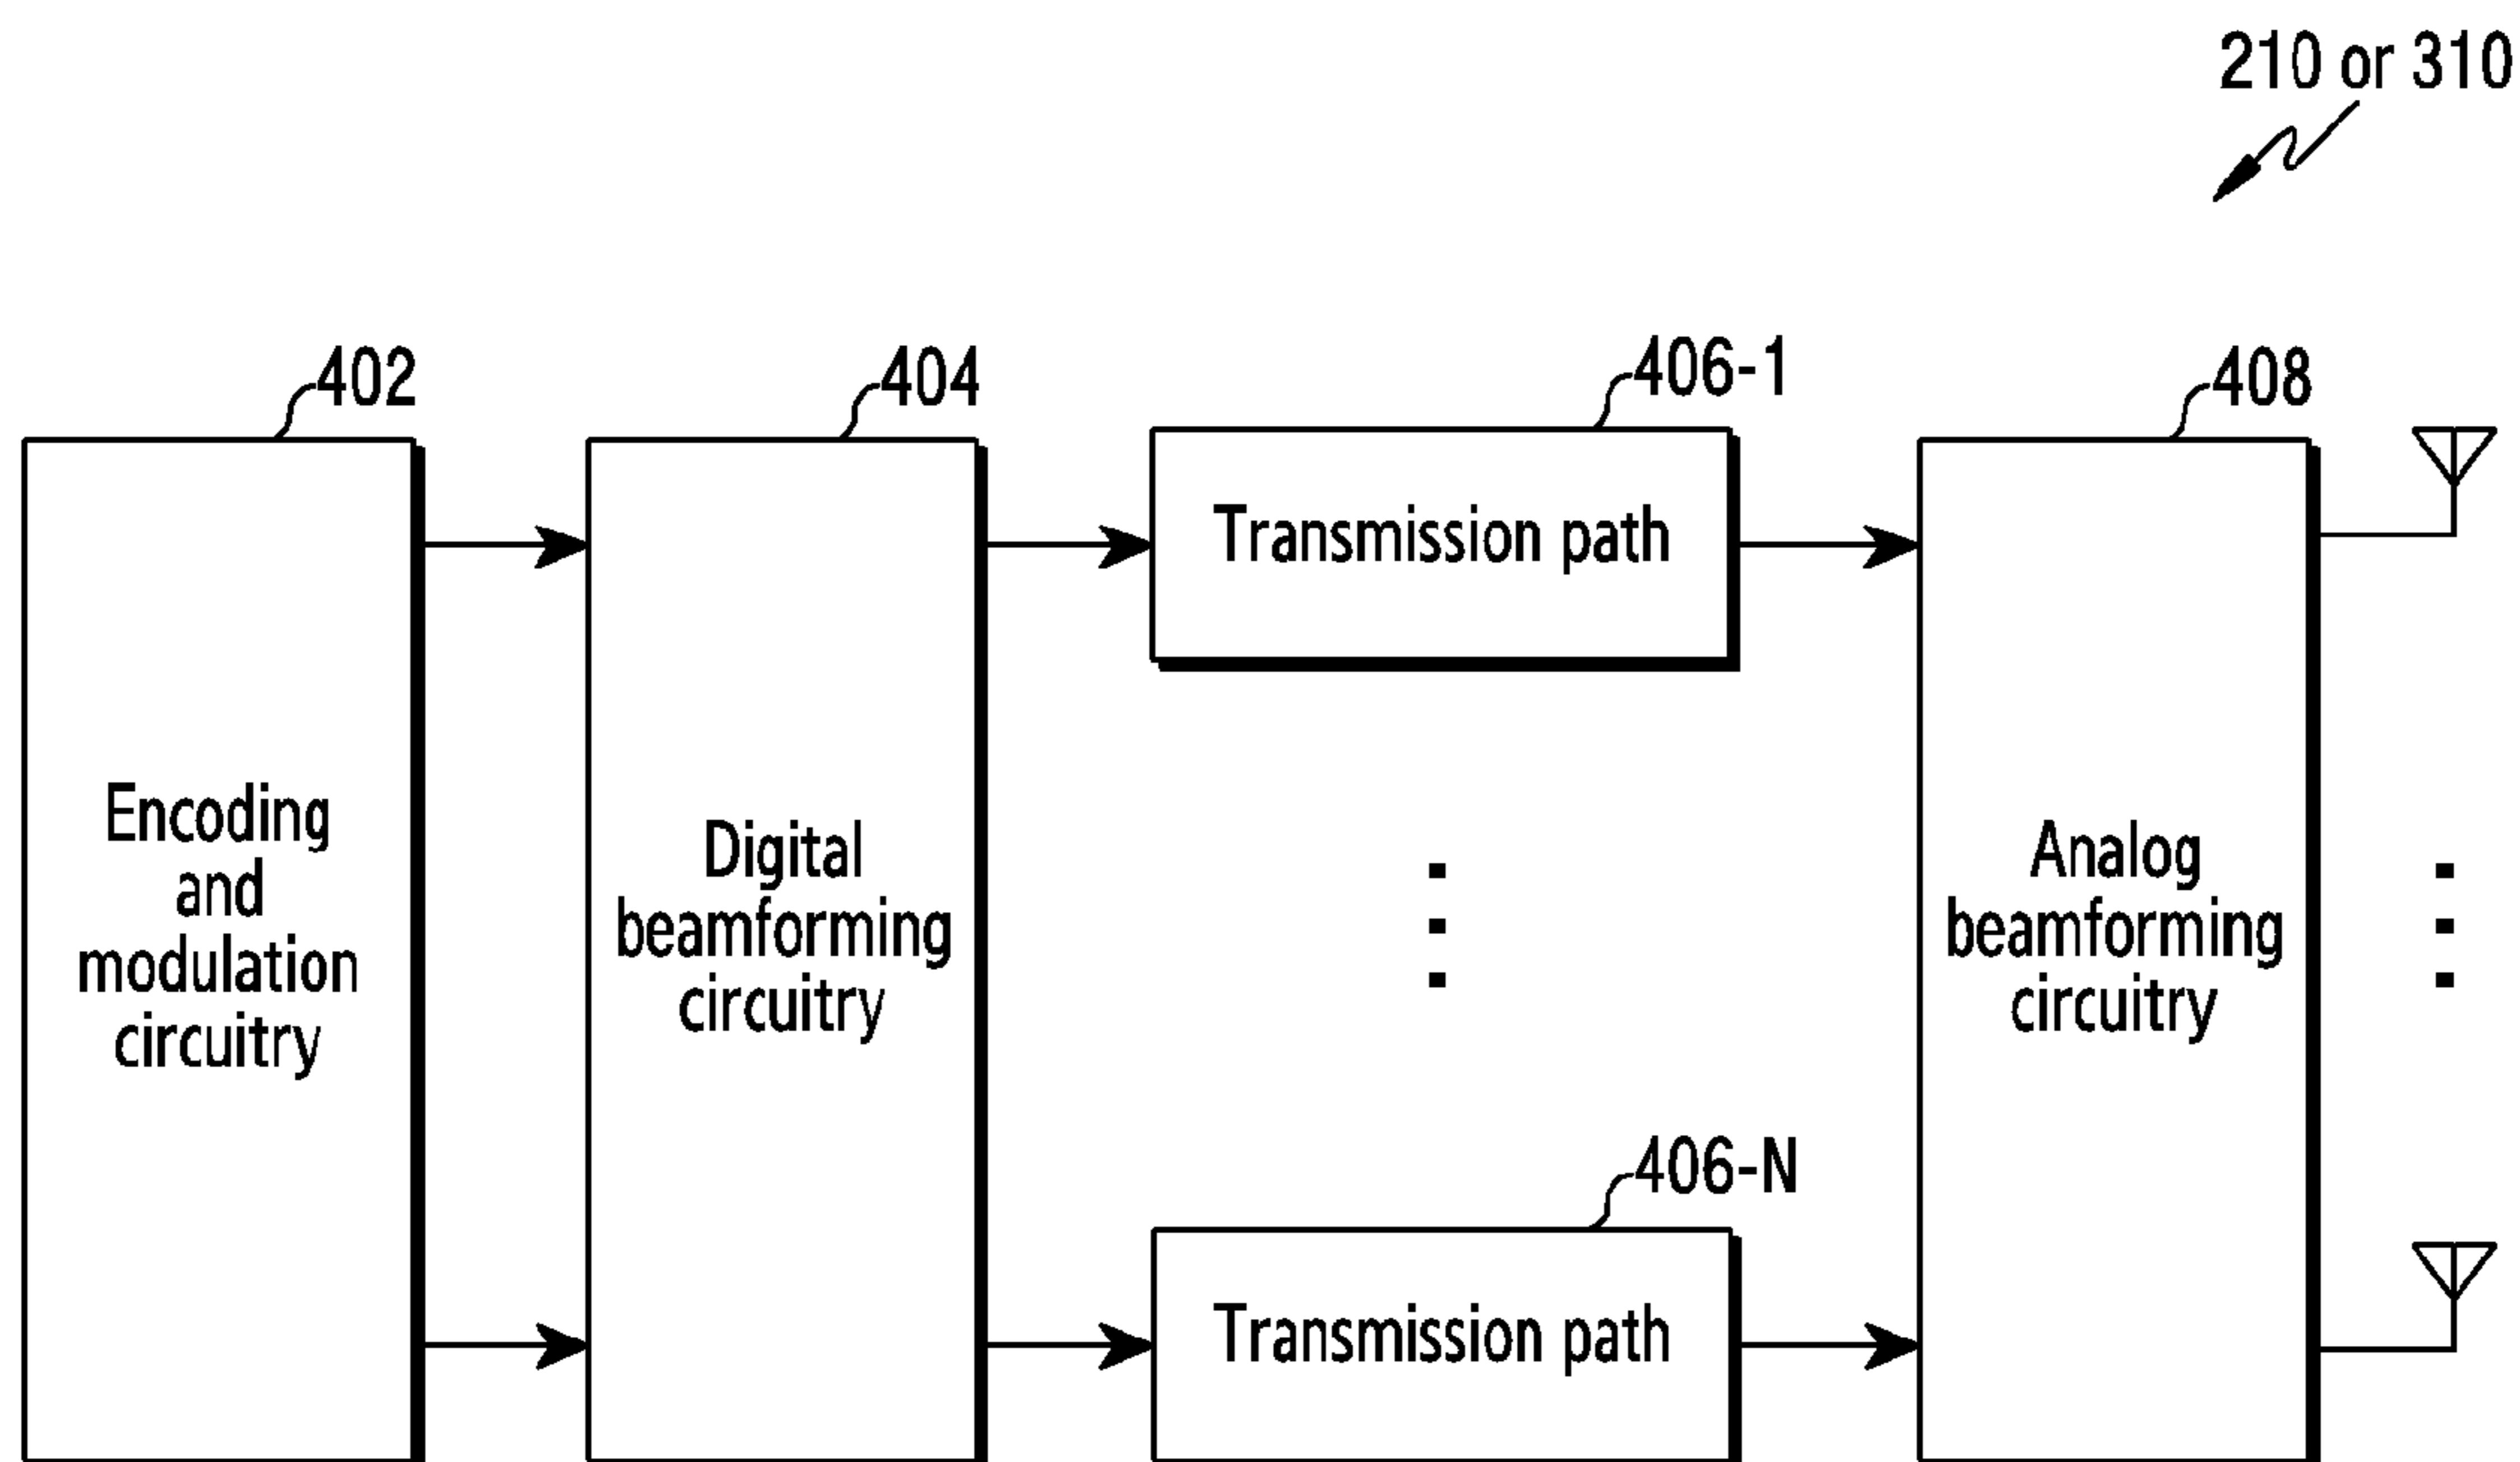 210 or 310
402
404
406-1
408
Transmission path
Encoding
and
modulation
circuitry
Digital
beamforming
circuitry
Analog
beamforming
circuitry
406-N
Transmission path